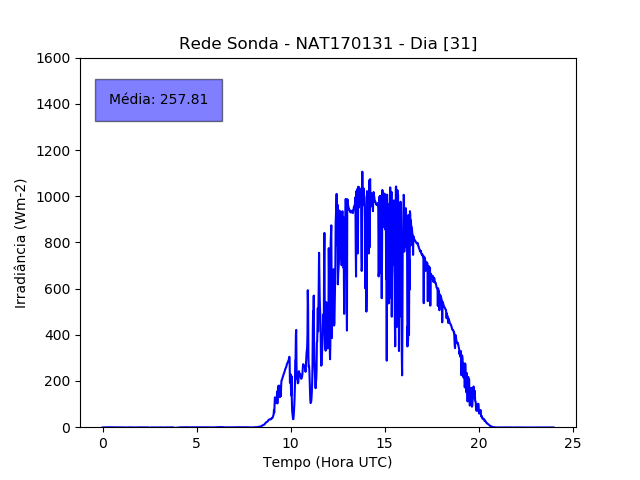 Rede Sonda - NAT170131 - Dia [31]
1600
1400
1200
1000
800
600
400
200
0
Média: 257.81
Irradiância (Wm-2)
0 5 10 15 20 25
Tempo (Hora UTC)